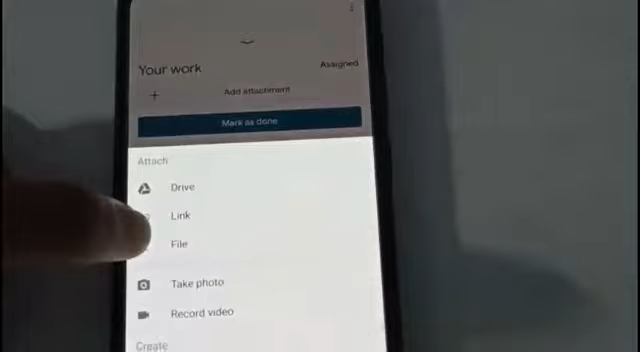 Your work
Assigned
+ Add attachment
Mark as done
Attach
Drive
Link
File
Take photo
Record video
Create